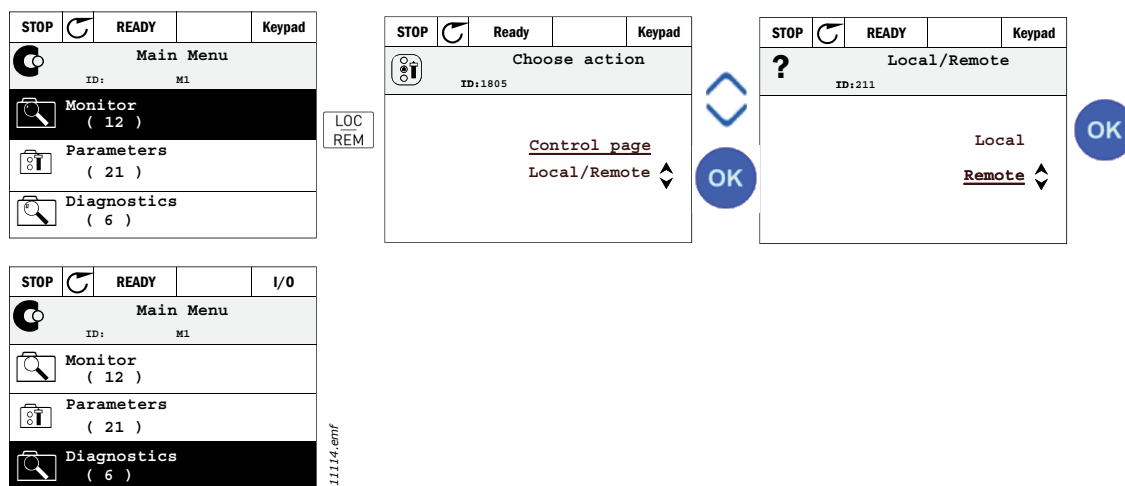 STOP READY Keypad
Main Menu
ID: M1
Monitor
( 12 )
Parameters
( 21 )
Diagnostics
( 6 )
LOC
REM
STOP Ready Keypad
Choose action
ID:1805
Control page
Local/Remote
OK
STOP READY Keypad
? Local/Remote
ID:211
Local
Remote
OK
STOP READY I/O
Main Menu
ID: M1
Monitor
( 12 )
Parameters
( 21 )
Diagnostics
( 6 )
11114.emf